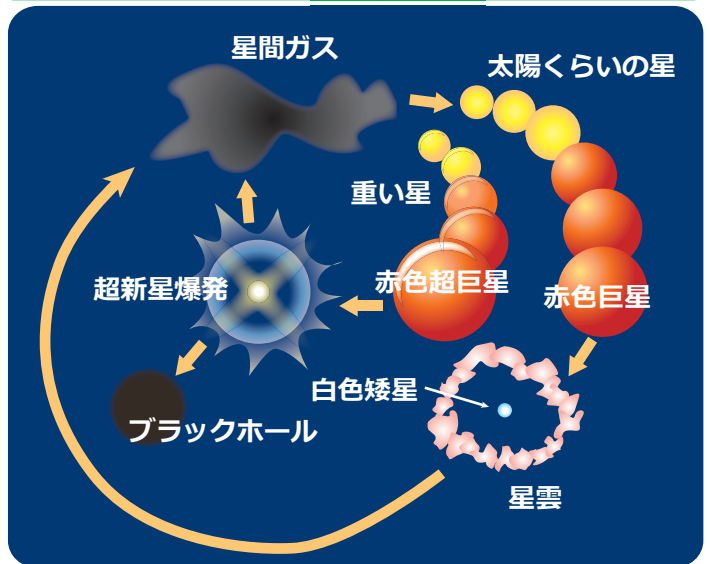 星間ガス
太陽くらいの星
重い星
超新星爆発
赤色超巨星
赤色巨星
白色矮星
ブラックホール
星雲